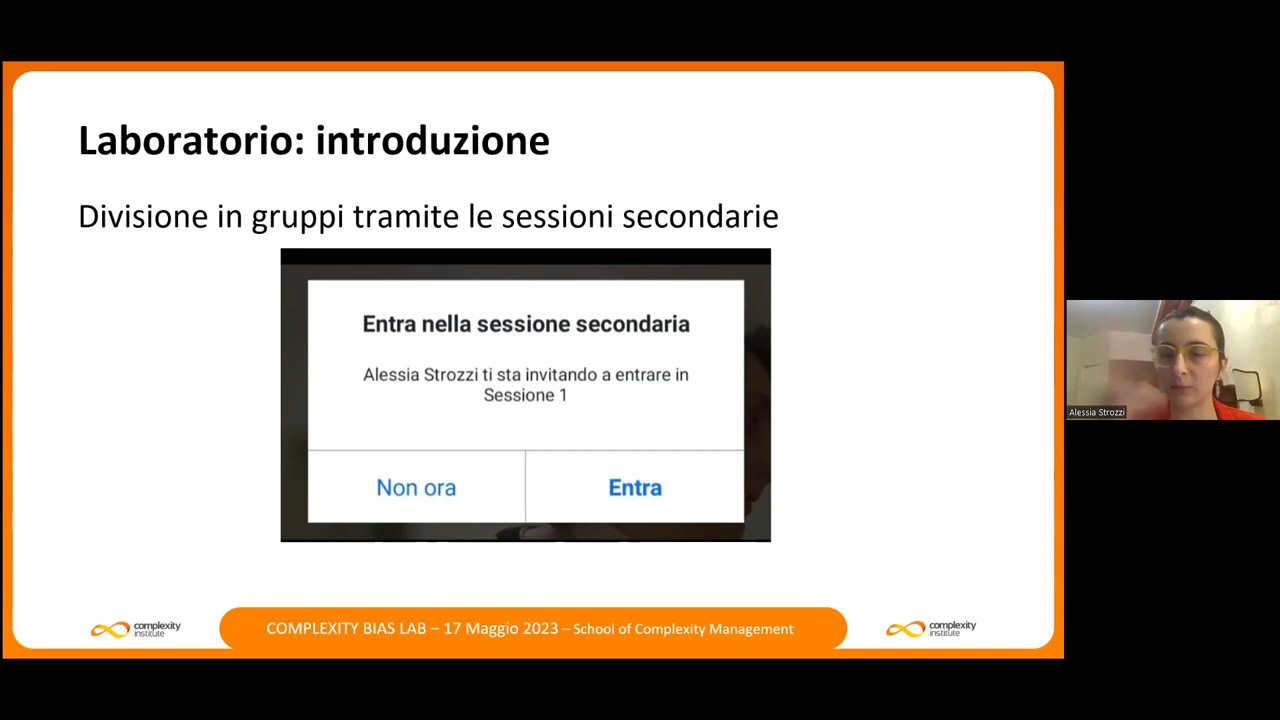 Laboratorio: introduzione
Divisione in gruppi tramite le sessioni secondarie
Entra nella sessione secondaria
Alessia Strozzi ti sta invitando a entrare in
Sessione 1
Non ora
Entra
Alessia Strozzi
complexity
institute
COMPLEXITY BIAS LAB – 17 Maggio 2023 – School of Complexity Management
complexity
institute